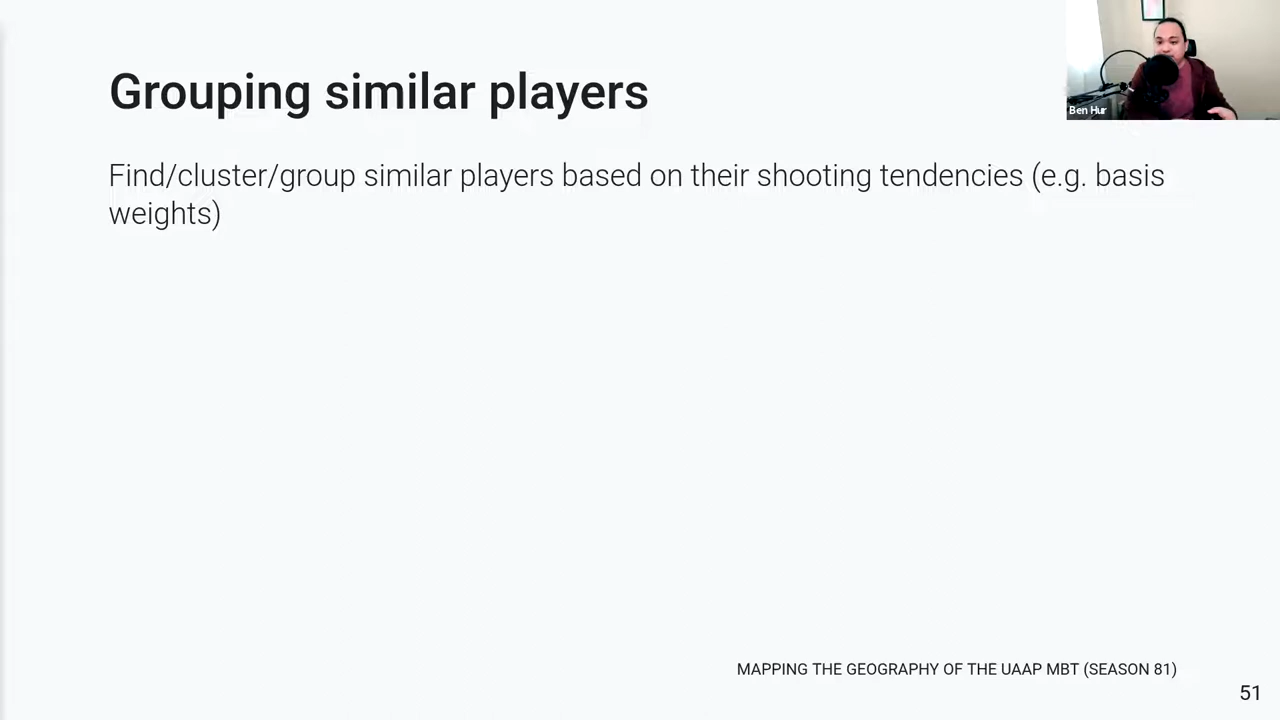 Grouping similar players
Ben Hur
Find/cluster/group similar players based on their shooting tendencies (e.g. basis
weights)
MAPPING THE GEOGRAPHY OF THE UAAP MBT (SEASON 81)
51